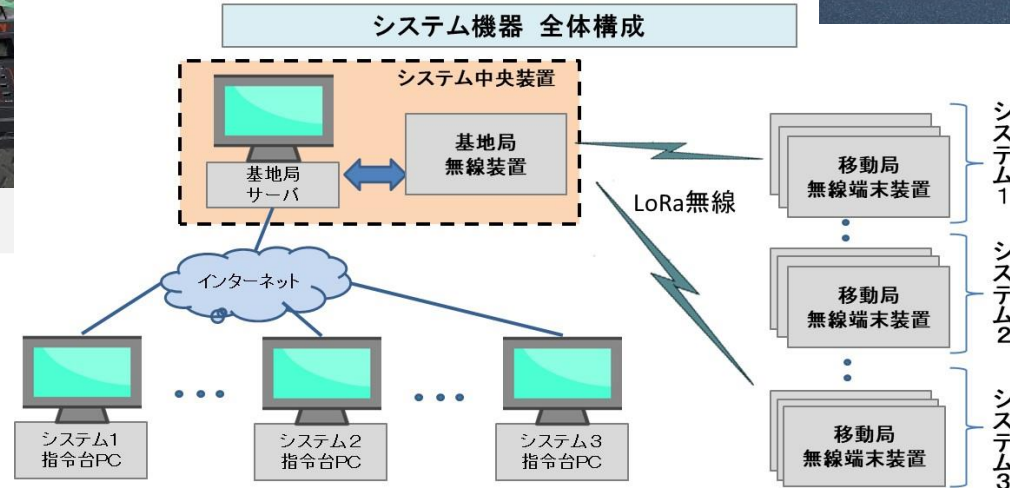 システム機器 全体構成
システム中央装置
基地局
サーバ
基地局
無線装置
LoRa無線
インターネット
システム1
指令台PC
システム2
指令台PC
システム3
指令台PC
移動局
無線端末装置
システム1
移動局
無線端末装置
システム2
移動局
無線端末装置
システム3